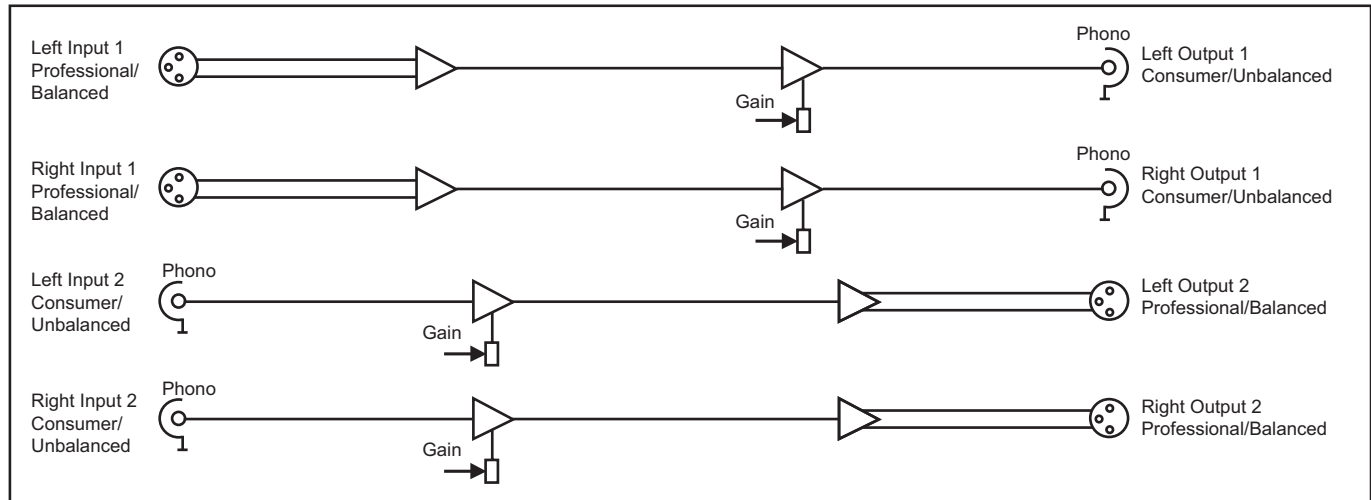 Left Input 1
Professional/
Balanced
Gain
Phono
Left Output 1
Consumer/Unbalanced
Right Input 1
Professional/
Balanced
Gain
Phono
Right Output 1
Consumer/Unbalanced
Left Input 2
Consumer/
Unbalanced
Phono
Gain
Left Output 2
Professional/Balanced
Right Input 2
Consumer/
Unbalanced
Phono
Gain
Right Output 2
Professional/Balanced